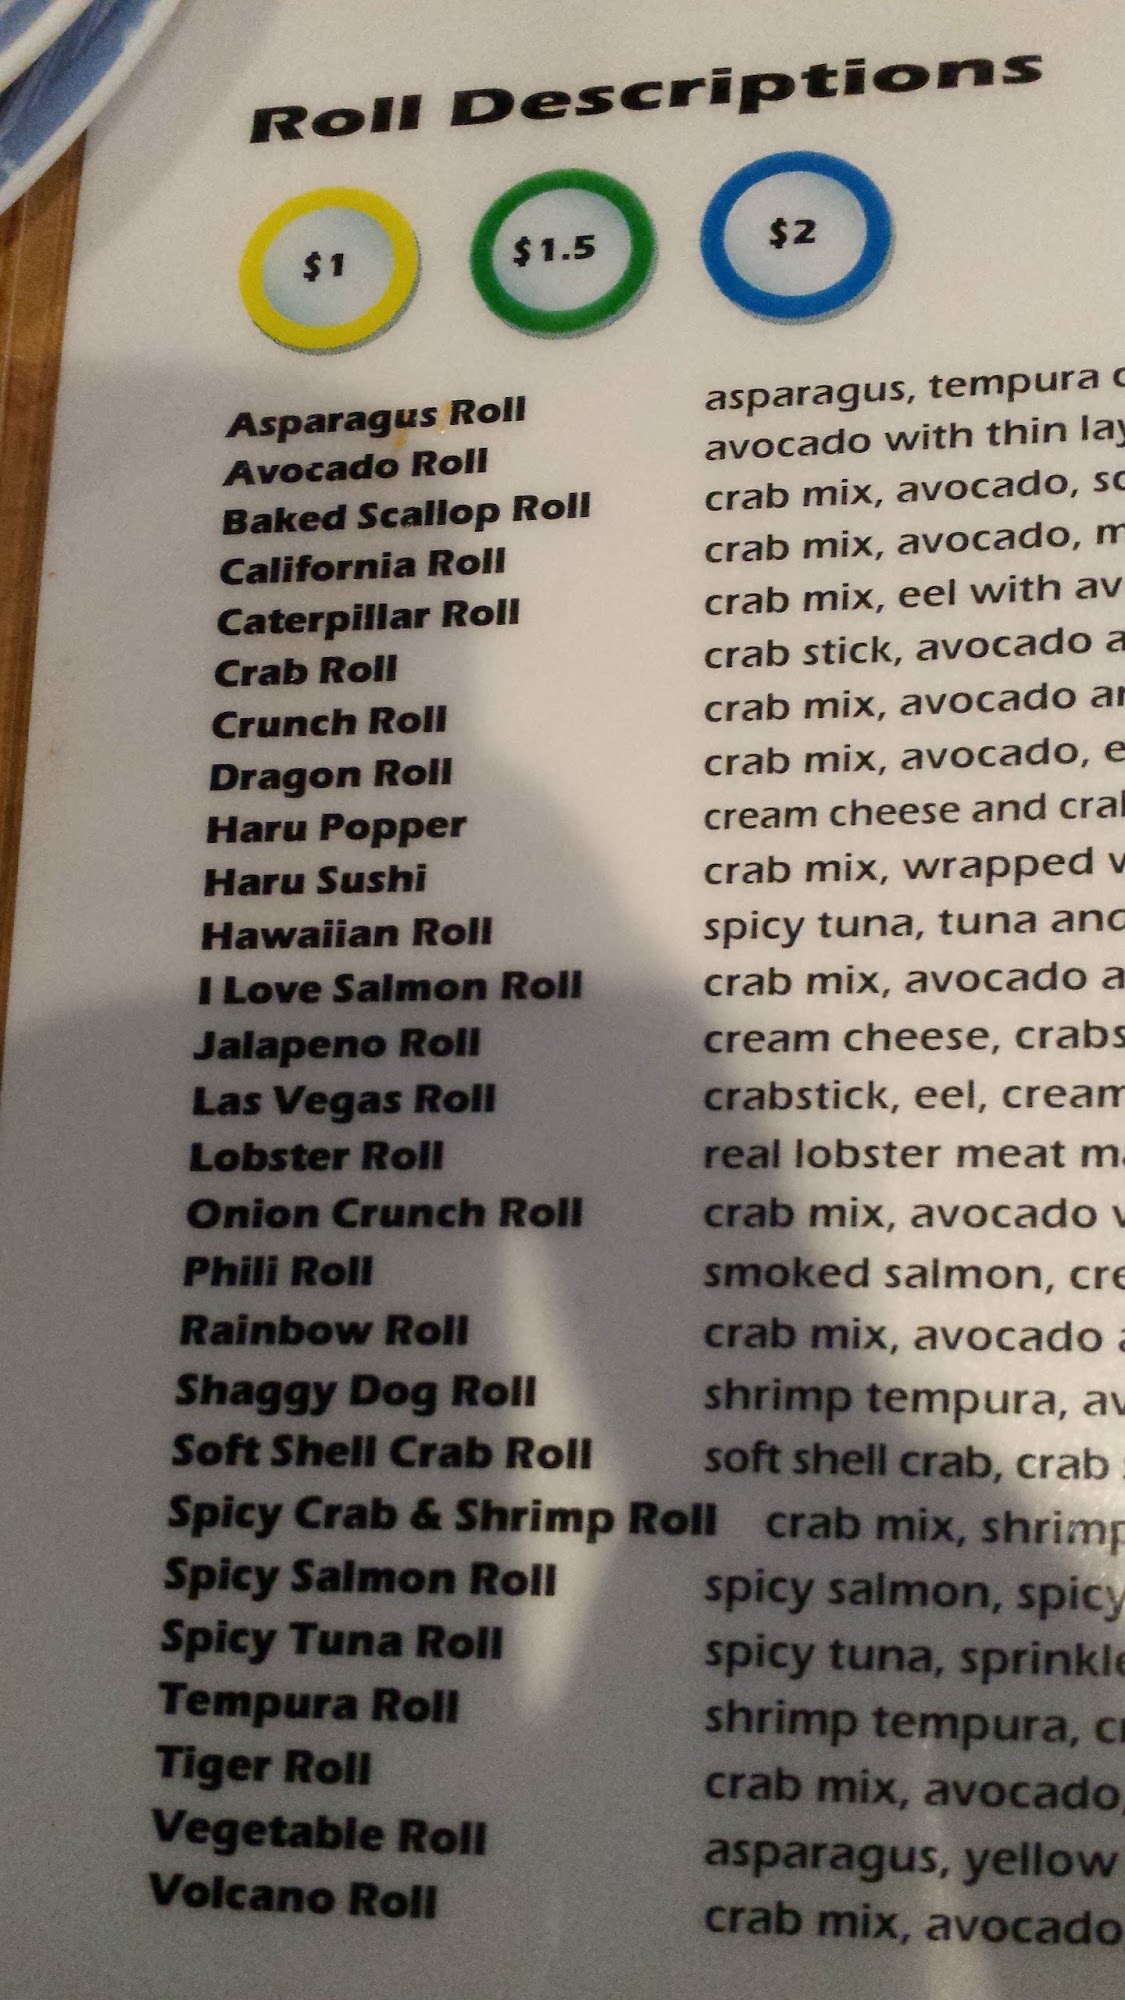 Roll Descriptions
$1 $1.5 $2
Asparagus Roll asparagus, tempura
Avocado Roll avocado with thin
Baked Scallop Roll crab mix, avocado,
California Roll crab mix, avocado,
Caterpillar Roll crab mix, eel with
Crab Roll crab stick, avocado
Crunch Roll crab mix, avocado
Dragon Roll crab mix, avocado,
Haru Popper cream cheese and
Haru Sushi crab mix, wrapped
Hawaiian Roll spicy tuna, tuna
I Love Salmon Roll crab mix, avocado
Jalapeno Roll cream cheese,
Las Vegas Roll crabstick, eel,
Lobster Roll real lobster meat
Onion Crunch Roll crab mix, avocado
Phili Roll smoked salmon,
Rainbow Roll crab mix, avocado
Shaggy Dog Roll shrimp tempura,
Soft Shell Crab Roll soft shell crab, crab
Spicy Crab & Shrimp Roll crab mix, shrimp
Spicy Salmon Roll spicy salmon, spicy
Spicy Tuna Roll spicy tuna,
Tempura Roll shrimp tempura,
Tiger Roll crab mix, avocado,
Vegetable Roll asparagus, yellow
Volcano Roll crab mix, avocado